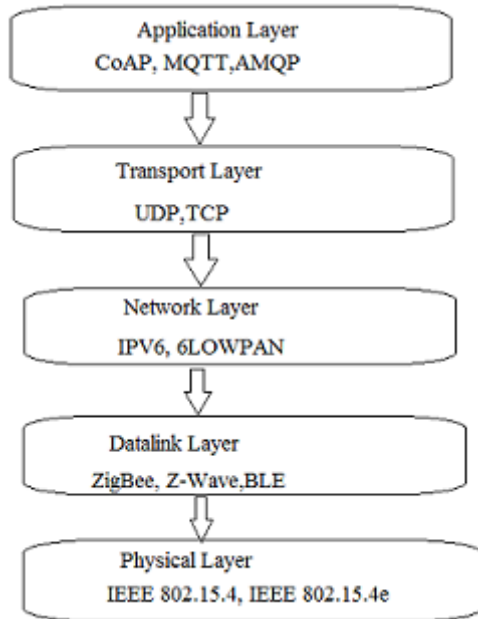 Application Layer
CoAP, MQTT,AMQP
Transport Layer
UDP,TCP
Network Layer
IPV6, 6LOWPAN
Datalink Layer
ZigBee, Z-Wave,BLE
Physical Layer
IEEE 802.15.4, IEEE 802.15.4e